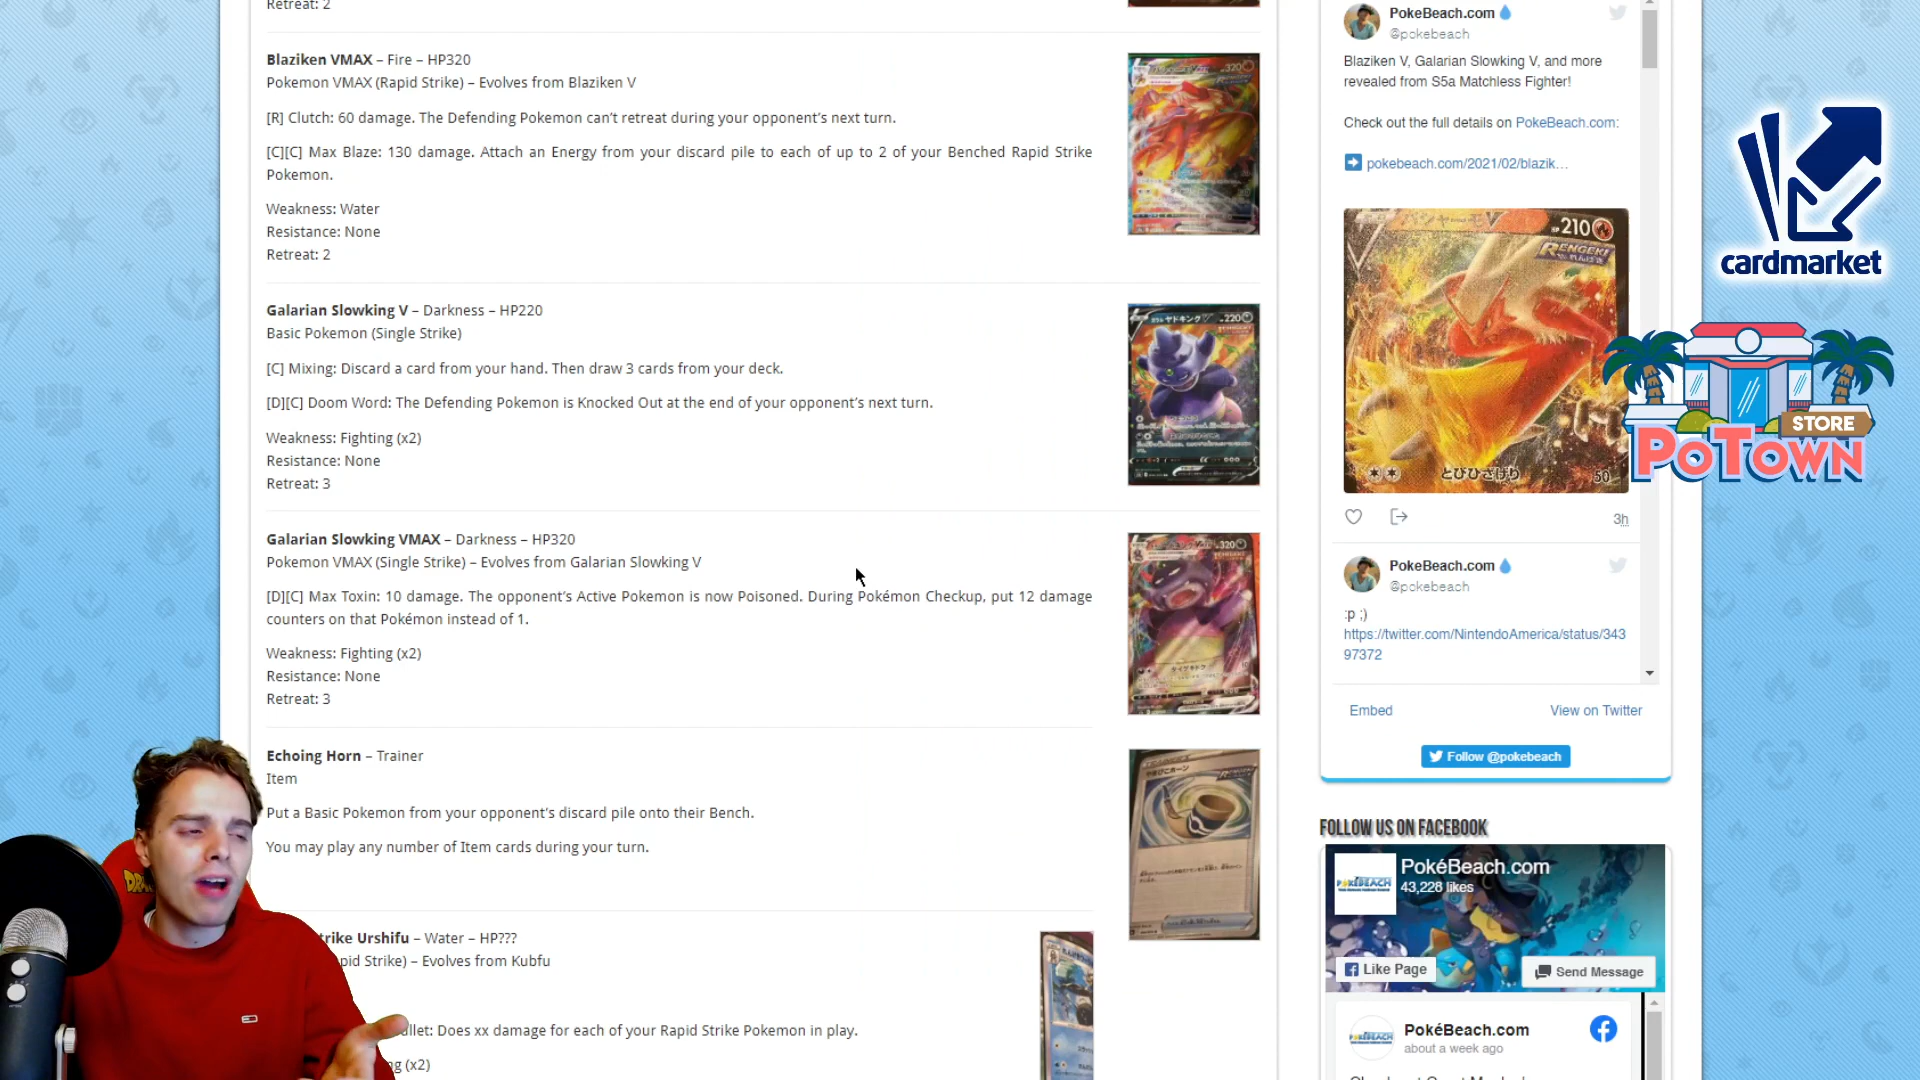 Retreat: 2
Blaziken VMAX – Fire – HP320
Pokemon VMAX (Rapid Strike) – Evolves from Blaziken V
[R] Clutch: 60 damage. The Defending Pokemon can't retreat during your opponent's next turn.
[C][C] Max Blaze: 130 damage. Attach an Energy from your discard pile to each of up to 2 of your Benched Rapid Strike
Pokemon.
Weakness: Water
Resistance: None
Retreat: 2
Galarian Slowking V – Darkness – HP220
Basic Pokemon (Single Strike)
[C] Mixing: Discard a card from your hand. Then draw 3 cards from your deck.
[D][C] Doom Word: The Defending Pokemon is Knocked Out at the end of your opponent's next turn.
Weakness: Fighting (x2)
Resistance: None
Retreat: 3
Galarian Slowking VMAX – Darkness – HP320
Pokemon VMAX (Single Strike) – Evolves from Galarian Slowking V
[D][C] Max Toxin: 10 damage. The opponent's Active Pokemon is now Poisoned. During Pokémon Checkup, put 12 damage
counters on that Pokémon instead of 1.
Weakness: Fighting (x2)
Resistance: None
Retreat: 3
Echoing Horn – Trainer
Item
Put a Basic Pokemon from your opponent's discard pile onto their Bench.
You may play any number of Item cards during your turn.
trike Urshifu – Water – HP???
pid Strike) – Evolves from Kubfu
ullet: Does xx damage for each of your Rapid Strike Pokemon in play.
ng (x2)
PokeBeach.com
@pokebeach
Blaziken V, Galarian Slowking V, and more
revealed from S5a Matchless Fighter!
Check out the full details on PokeBeach.com:
pokebeach.com/2021/02/blazik…
210
RENGEKI
とびひざげり 50
3h
PokeBeach.com
@pokebeach
:p ;)
https://twitter.com/NintendoAmerica/status/343
97372
Embed
View on Twitter
Follow @pokebeach
FOLLOW US ON FACEBOOK
PokéBeach.com
43,228 likes
Like Page
Send Message
PokéBeach.com
about a week ago
cardmarket
STORE
PoTOWN